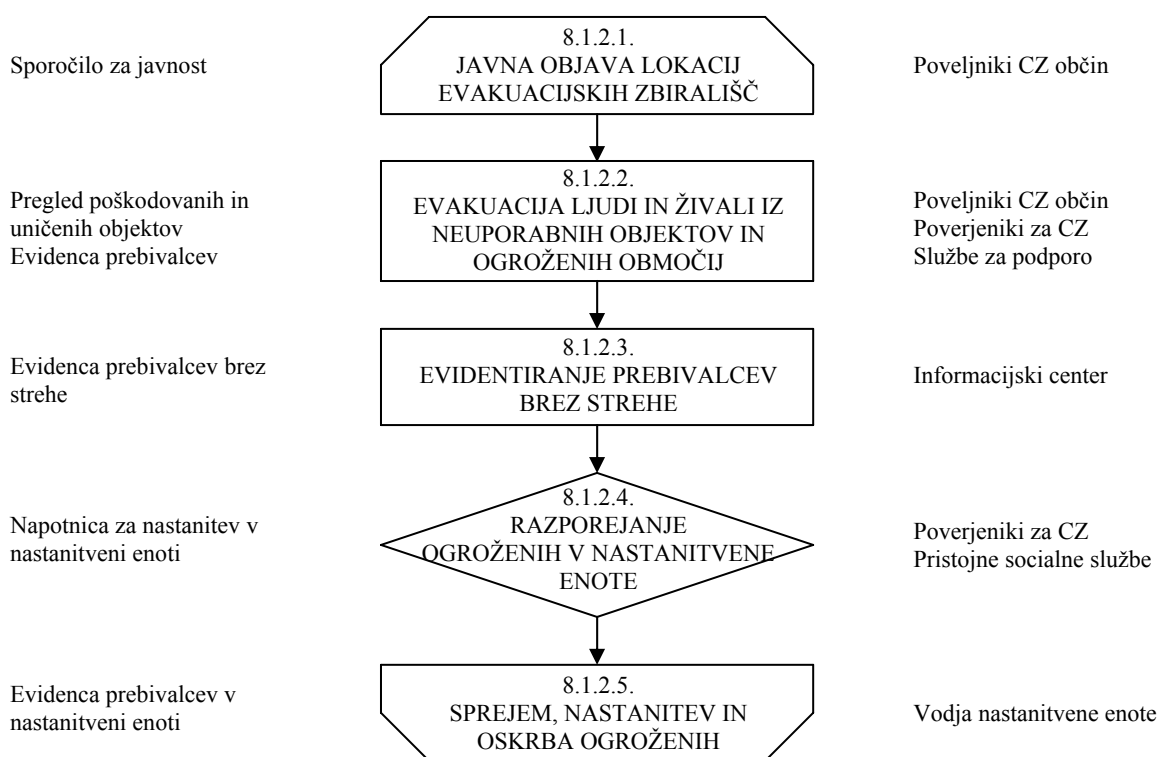 Sporočilo za javnost
8.1.2.1.
JAVNA OBJAVA LOKACIJ
EVAKUACIJSKIH ZBIRALIŠČ
Poveljniki CZ občin
Pregled poškodovanih in
uničenih objektov
Evidenca prebivalcev
8.1.2.2.
EVAKUACIJA LJUDI IN ŽIVALI IZ
NEUPORABNIH OBJEKTOV IN
OGROŽENIH OBMOČIJ
Poveljniki CZ občin
Poverjeniki za CZ
Službe za podporo
Evidenca prebivalcev brez
strehe
8.1.2.3.
EVIDENTIRANJE PREBIVALCEV
BREZ STREHE
Informacijski center
Napotnica za nastanitev v
nastanitveni enoti
8.1.2.4.
RAZPOREJANJE
OGROŽENIH V NASTANITVENE
ENOTE
Poverjeniki za CZ
Pristojne socialne službe
Evidenca prebivalcev v
nastanitveni enoti
8.1.2.5.
SPREJEM, NASTANITEV IN
OSKRBA OGROŽENIH
Vodja nastanitvene enote